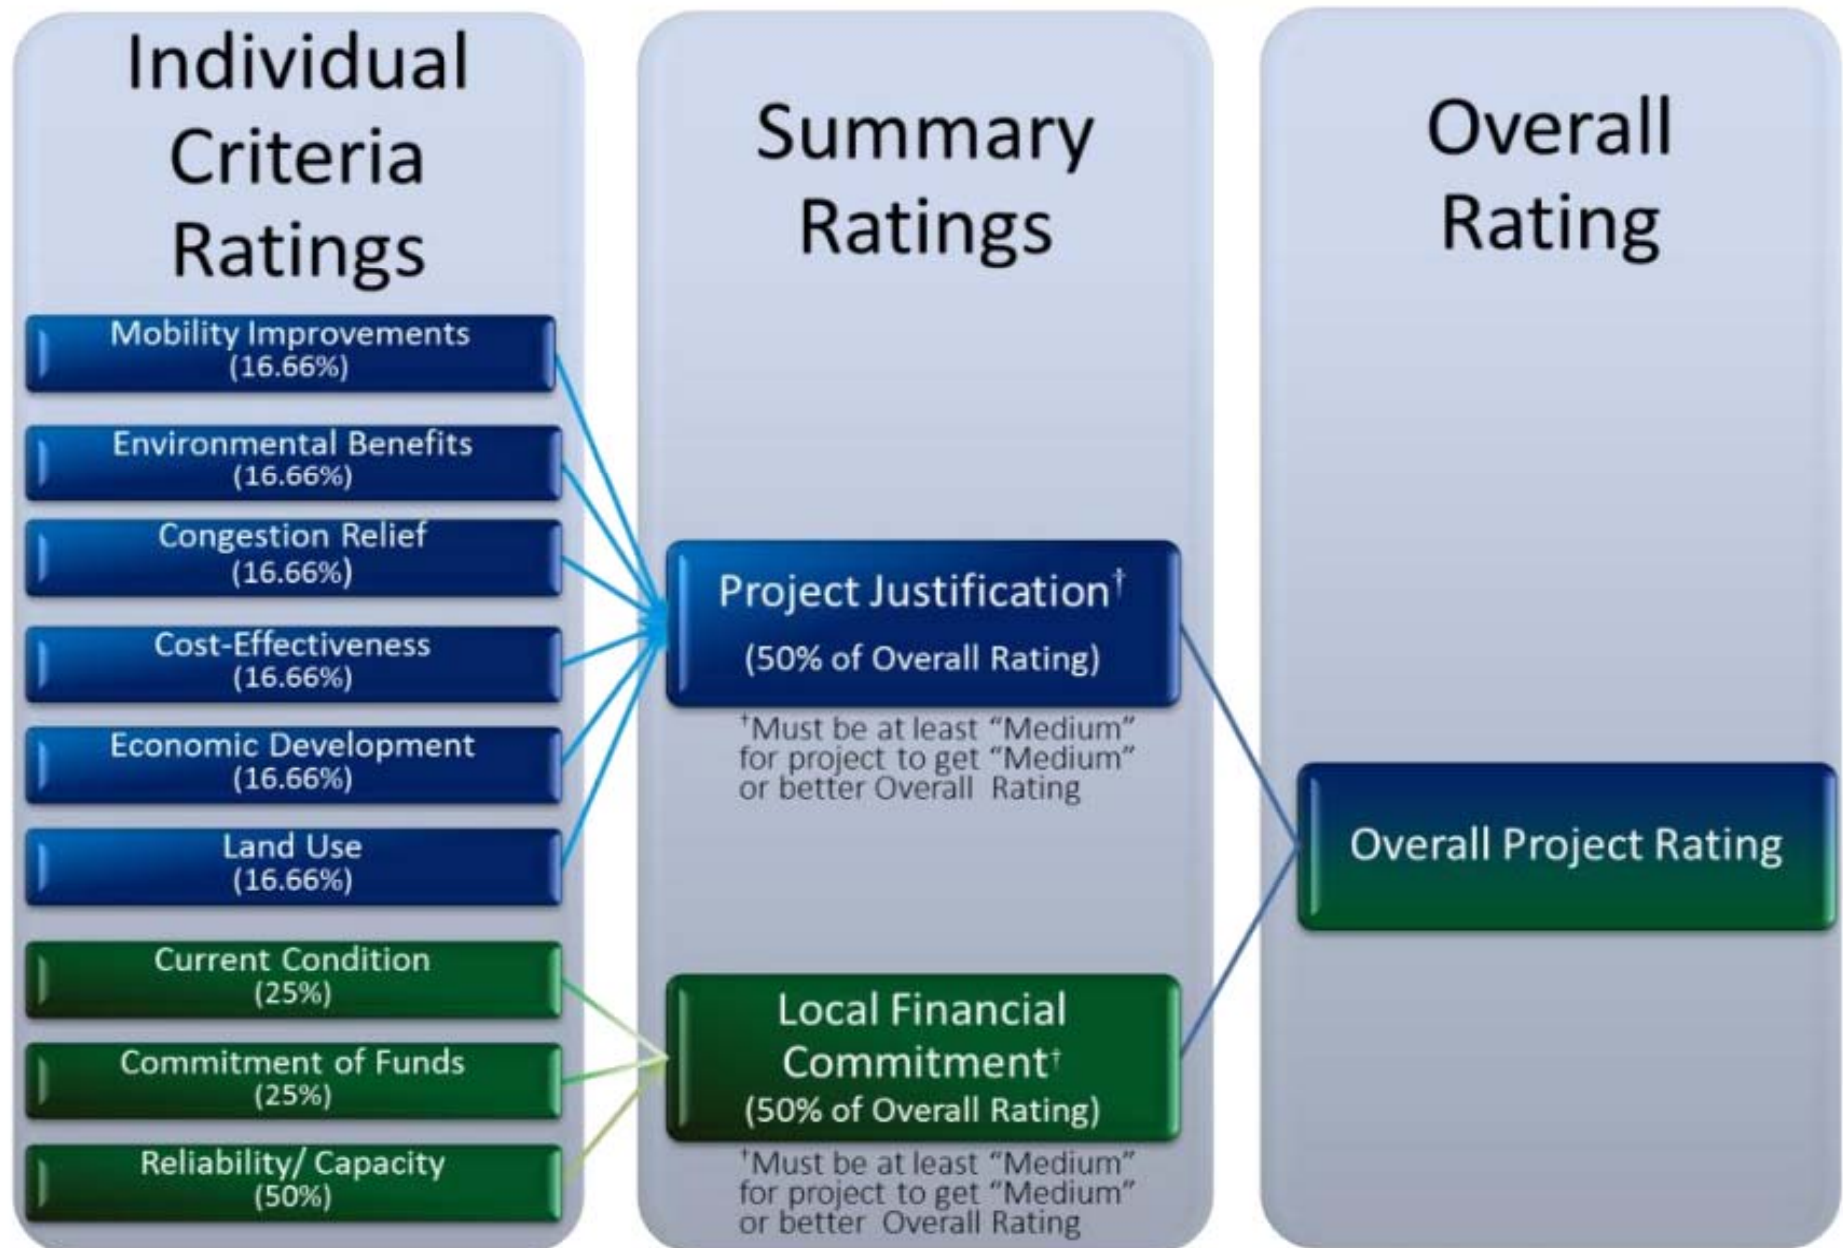 Individual
Criteria
Ratings
Mobility Improvements
(16.66%)
Environmental Benefits
(16.66%)
Congestion Relief
(16.66%)
Cost-Effectiveness
(16.66%)
Economic Development
(16.66%)
Land Use
(16.66%)
Current Condition
(25%)
Commitment of Funds
(25%)
Reliability/ Capacity
(50%)
Summary
Ratings
Project Justification†
(50% of Overall Rating)
†Must be at least “Medium”
for project to get “Medium”
or better Overall Rating
Local Financial
Commitment†
(50% of Overall Rating)
†Must be at least “Medium”
for project to get “Medium”
or better Overall Rating
Overall
Rating
Overall Project Rating